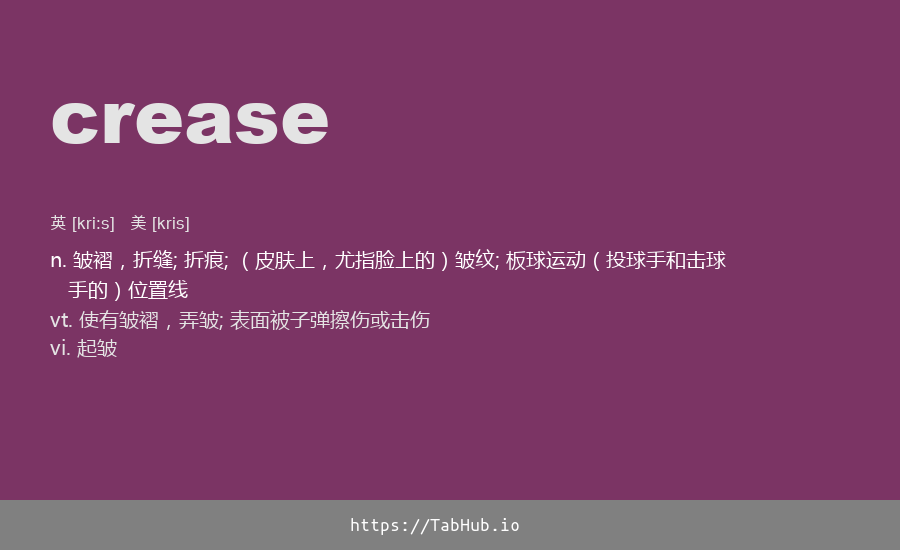 crease
英 [kriːs] 美 [kris]
n. 皱褶，折缝; 折痕; （皮肤上，尤指脸上的）皱纹; 板球运动（投球手和击球
手的）位置线
vt. 使有皱褶，弄皱; 表面被子弹擦伤或击伤
vi. 起皱
https://TabHub.io